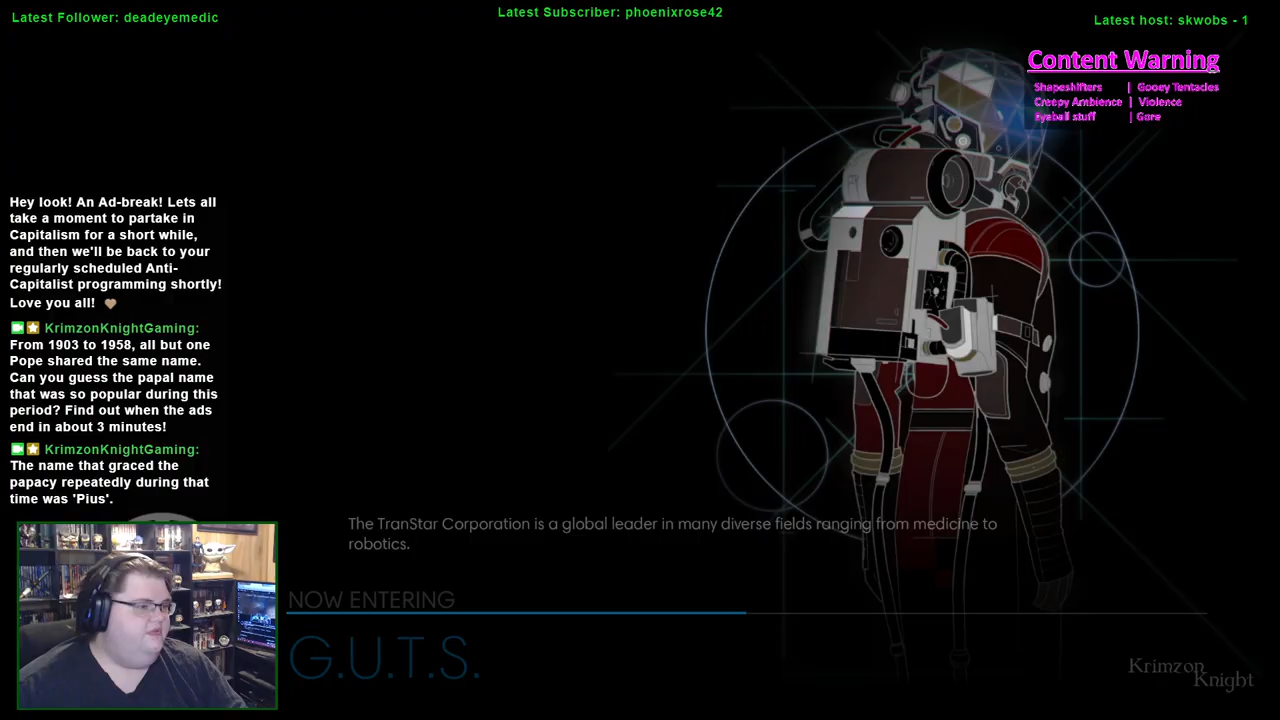 Latest Follower: deadeyemedic
Latest Subscriber: phoenixrose42
Latest host: skwobs - 1
Content Warning
Shapeshifters | Gooey Tentacles
Creepy Ambience | Violence
Eyeball stuff | Gore
Hey look! An Ad-break! Lets all
take a moment to partake in
Capitalism for a short while,
and then we'll be back to your
regularly scheduled Anti-
Capitalist programming shortly!
Love you all!
KrimzonKnightGaming:
From 1903 to 1958, all but one
Pope shared the same name.
Can you guess the papal name
that was so popular during this
period? Find out when the ads
end in about 3 minutes!
KrimzonKnightGaming:
The name that graced the
papacy repeatedly during that
time was 'Pius'.
The TranStar Corporation is a global leader in many diverse fields ranging from medicine to
robotics.
NOW ENTERING
G.U.T.S.
Krimzon
Knight